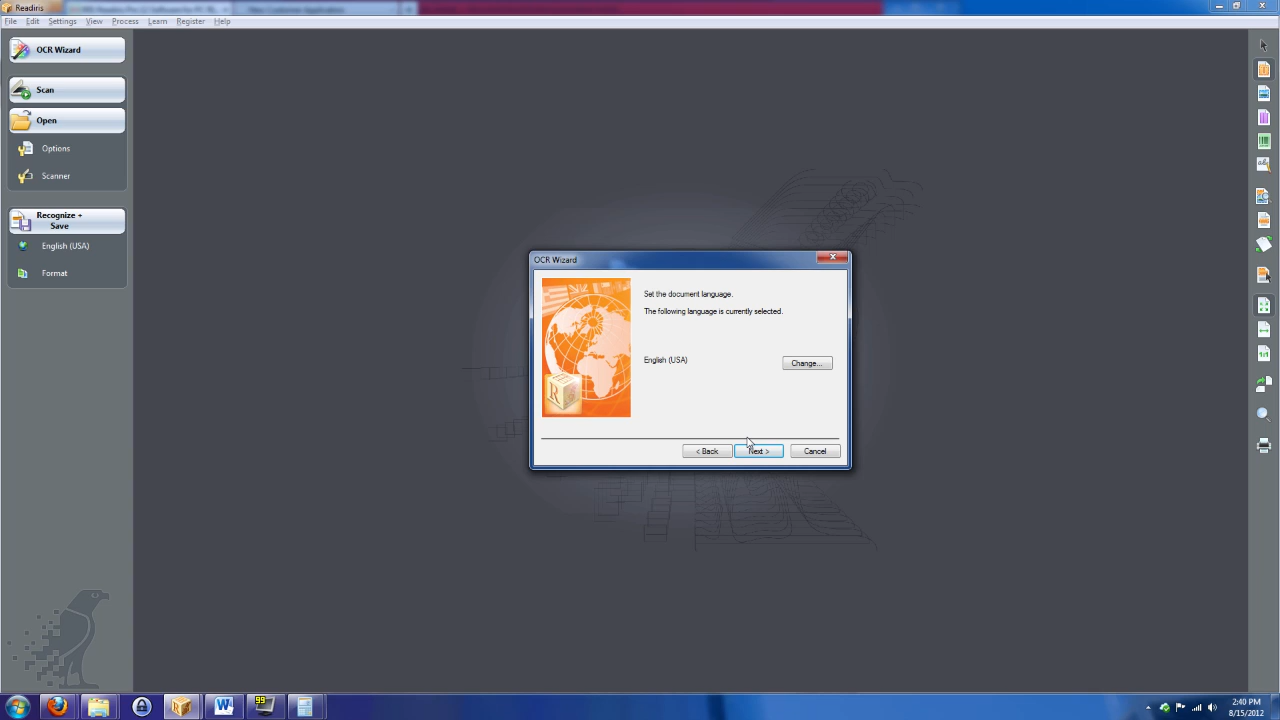 Readiris
File Edit Settings View Process Learn Register Help
OCR Wizard
Scan
Open
Options
Scanner
Recognize +
Save
English (USA)
Format
OCR Wizard
Set the document language.
The following language is currently selected.
English (USA)
Change...
< Back Next > Cancel
2:40 PM
8/15/2012